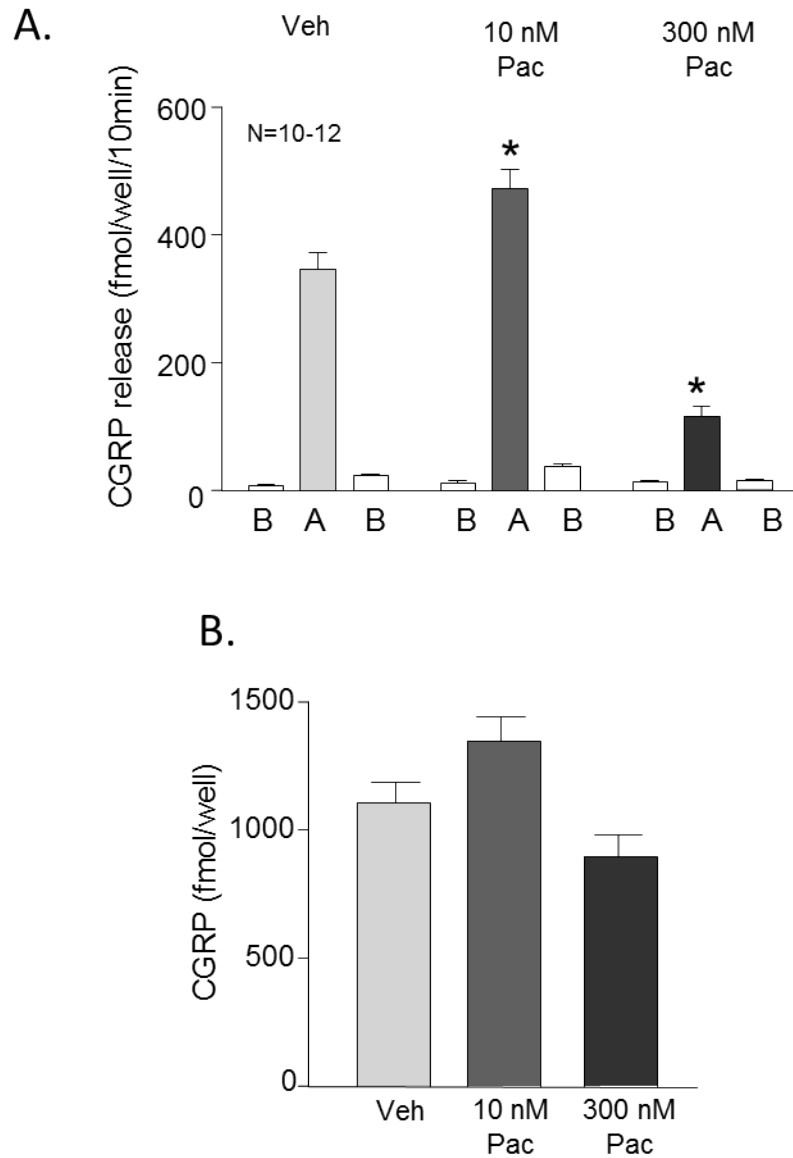 A.
Veh
10 nM
Pac
300 nM
Pac
CGRP release (fmol/well/10min)
600
400
200
0
N=10-12
*
*
B A B B A B B A B
B.
CGRP (fmol/well)
1500
1000
500
0
Veh
10 nM
Pac
300 nM
Pac